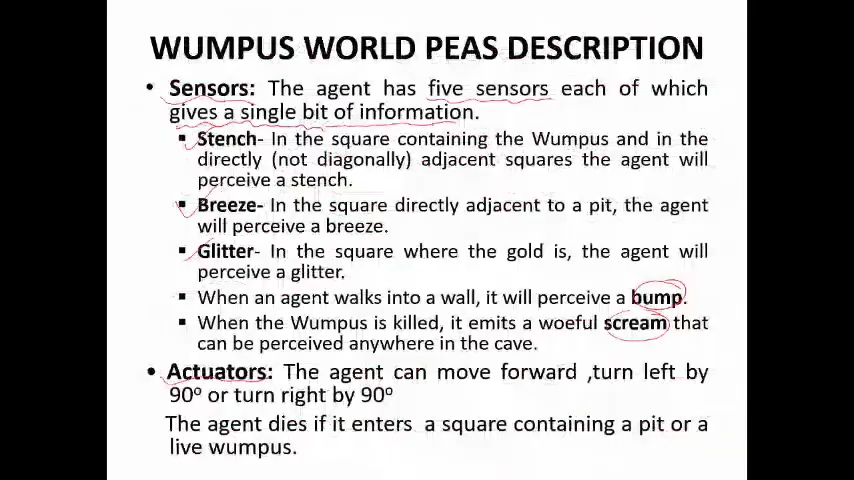 WUMPUS WORLD PEAS DESCRIPTION
• Sensors: The agent has five sensors each of which
gives a single bit of information.
▪ Stench- In the square containing the Wumpus and in the
directly (not diagonally) adjacent squares the agent will
perceive a stench.
▪ Breeze- In the square directly adjacent to a pit, the agent
will perceive a breeze.
▪ Glitter- In the square where the gold is, the agent will
perceive a glitter.
▪ When an agent walks into a wall, it will perceive a bump.
▪ When the Wumpus is killed, it emits a woeful scream that
can be perceived anywhere in the cave.
• Actuators: The agent can move forward ,turn left by
90⁰ or turn right by 90⁰
The agent dies if it enters a square containing a pit or a
live wumpus.